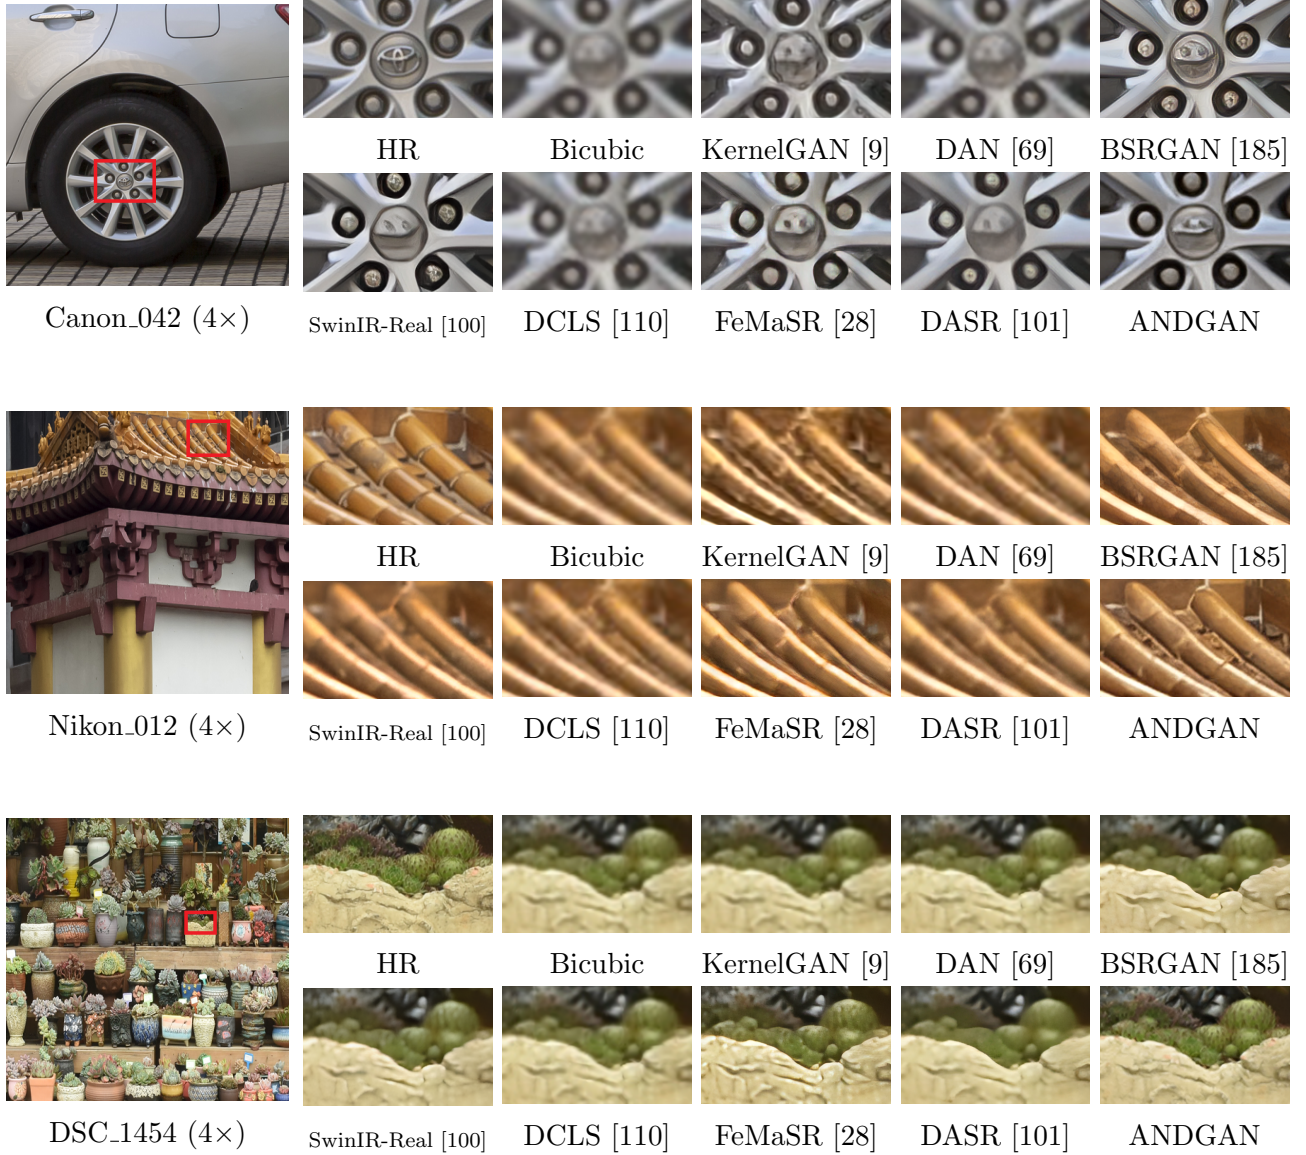 HR Bicubic KernelGAN [9] DAN [69] BSRGAN [185]
Canon_042 (4×) SwinIR-Real [100] DCLS [110] FeMaSR [28] DASR [101] ANDGAN
HR Bicubic KernelGAN [9] DAN [69] BSRGAN [185]
Nikon_012 (4×) SwinIR-Real [100] DCLS [110] FeMaSR [28] DASR [101] ANDGAN
HR Bicubic KernelGAN [9] DAN [69] BSRGAN [185]
DSC_1454 (4×) SwinIR-Real [100] DCLS [110] FeMaSR [28] DASR [101] ANDGAN